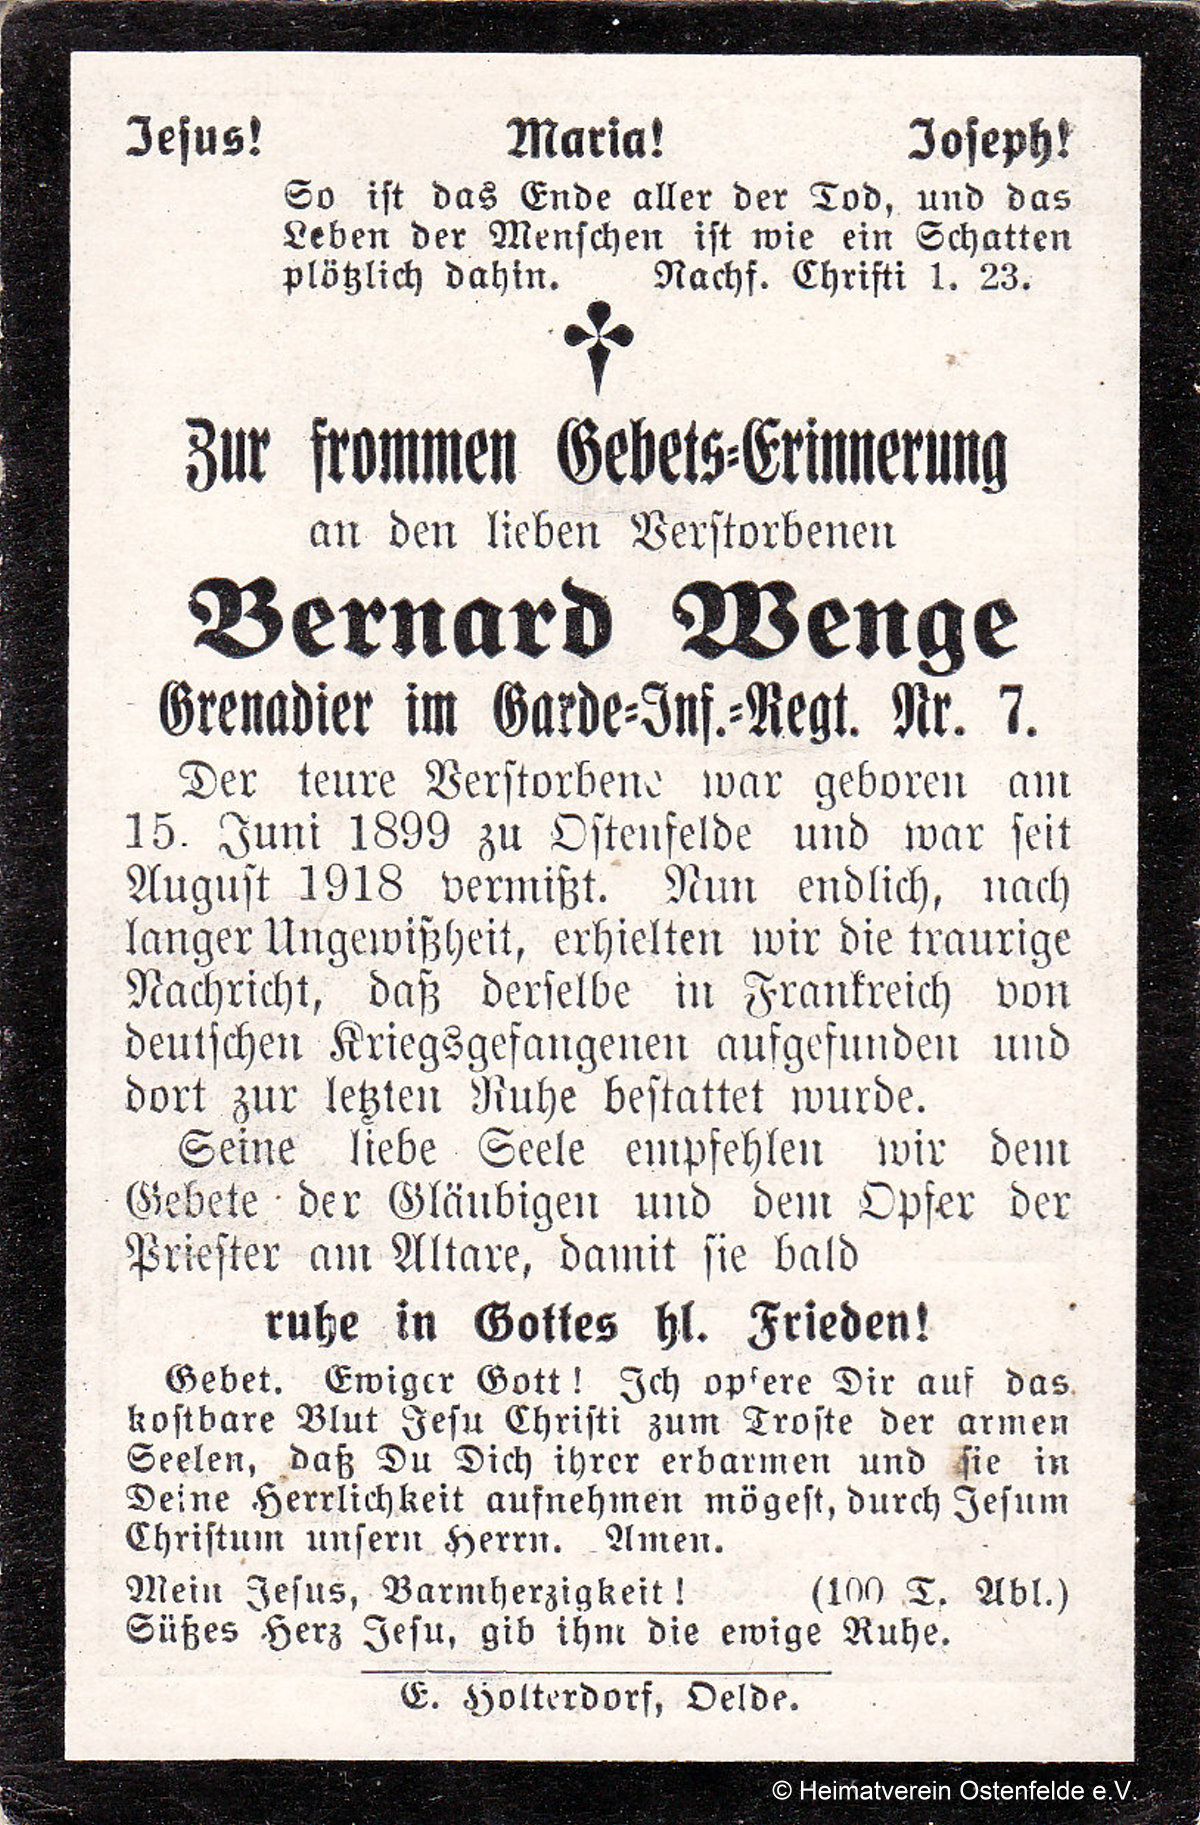 Jesus! Maria! Joseph!
So ist das Ende aller der Tod, und das
Leben der Menschen ist wie ein Schatten
plötzlich dahin. Nachf. Christi 1. 23.
Zur frommen Gebets-Erinnerung
an den lieben Verstorbenen
Bernard Wenge
Grenadier im Garde-Inf.-Regt. Nr. 7.
Der teure Verstorbene war geboren am
15. Juni 1899 zu Ostenfelde und war seit
August 1918 vermißt. Nun endlich, nach
langer Ungewißheit, erhielten wir die traurige
Nachricht, daß derselbe in Frankreich von
deutschen Kriegsgefangenen aufgefunden und
dort zur letzten Ruhe bestattet wurde.
Seine liebe Seele empfehlen wir dem
Gebete der Gläubigen und dem Opfer der
Priester am Altare, damit sie bald
ruhe in Gottes hl. Frieden!
Gebet. Ewiger Gott! Ich opfere Dir auf das
kostbare Blut Jesu Christi zum Troste der armen
Seelen, daß Du Dich ihrer erbarmen und sie in
Deine Herrlichkeit aufnehmen mögest, durch Jesum
Christum unsern Herrn. Amen.
Mein Jesus, Barmherzigkeit! (100 T. Abl.)
Süßes Herz Jesu, gib ihm die ewige Ruhe.
E. Holterdorf, Oelde.
© Heimatverein Ostenfelde e.V.